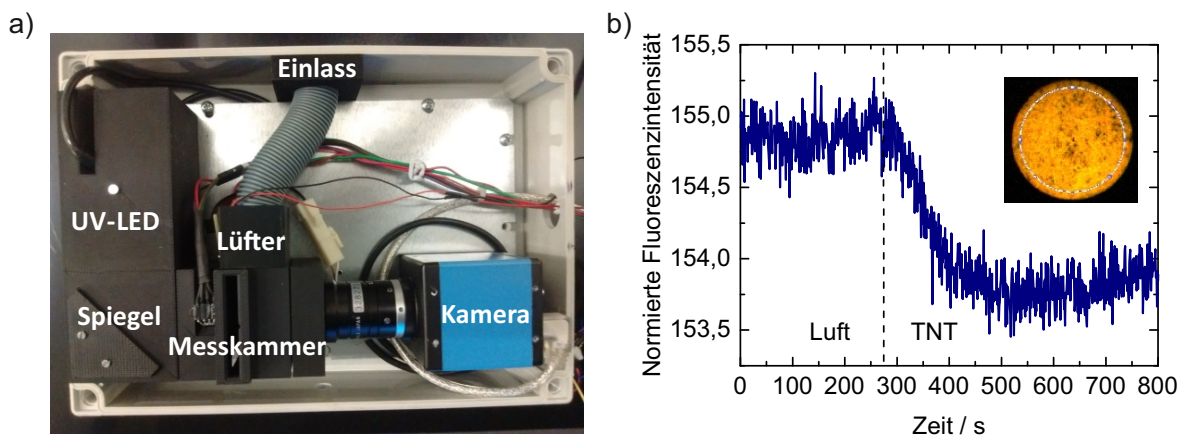 a)
Einlass
UV-LED
Lüfter
Spiegel
Messkammer
Kamera
b)
Normierte Fluoreszenzintensität
155,5
155,0
154,5
154,0
153,5
Luft
TNT
0 100 200 300 400 500 600 700 800
Zeit / s